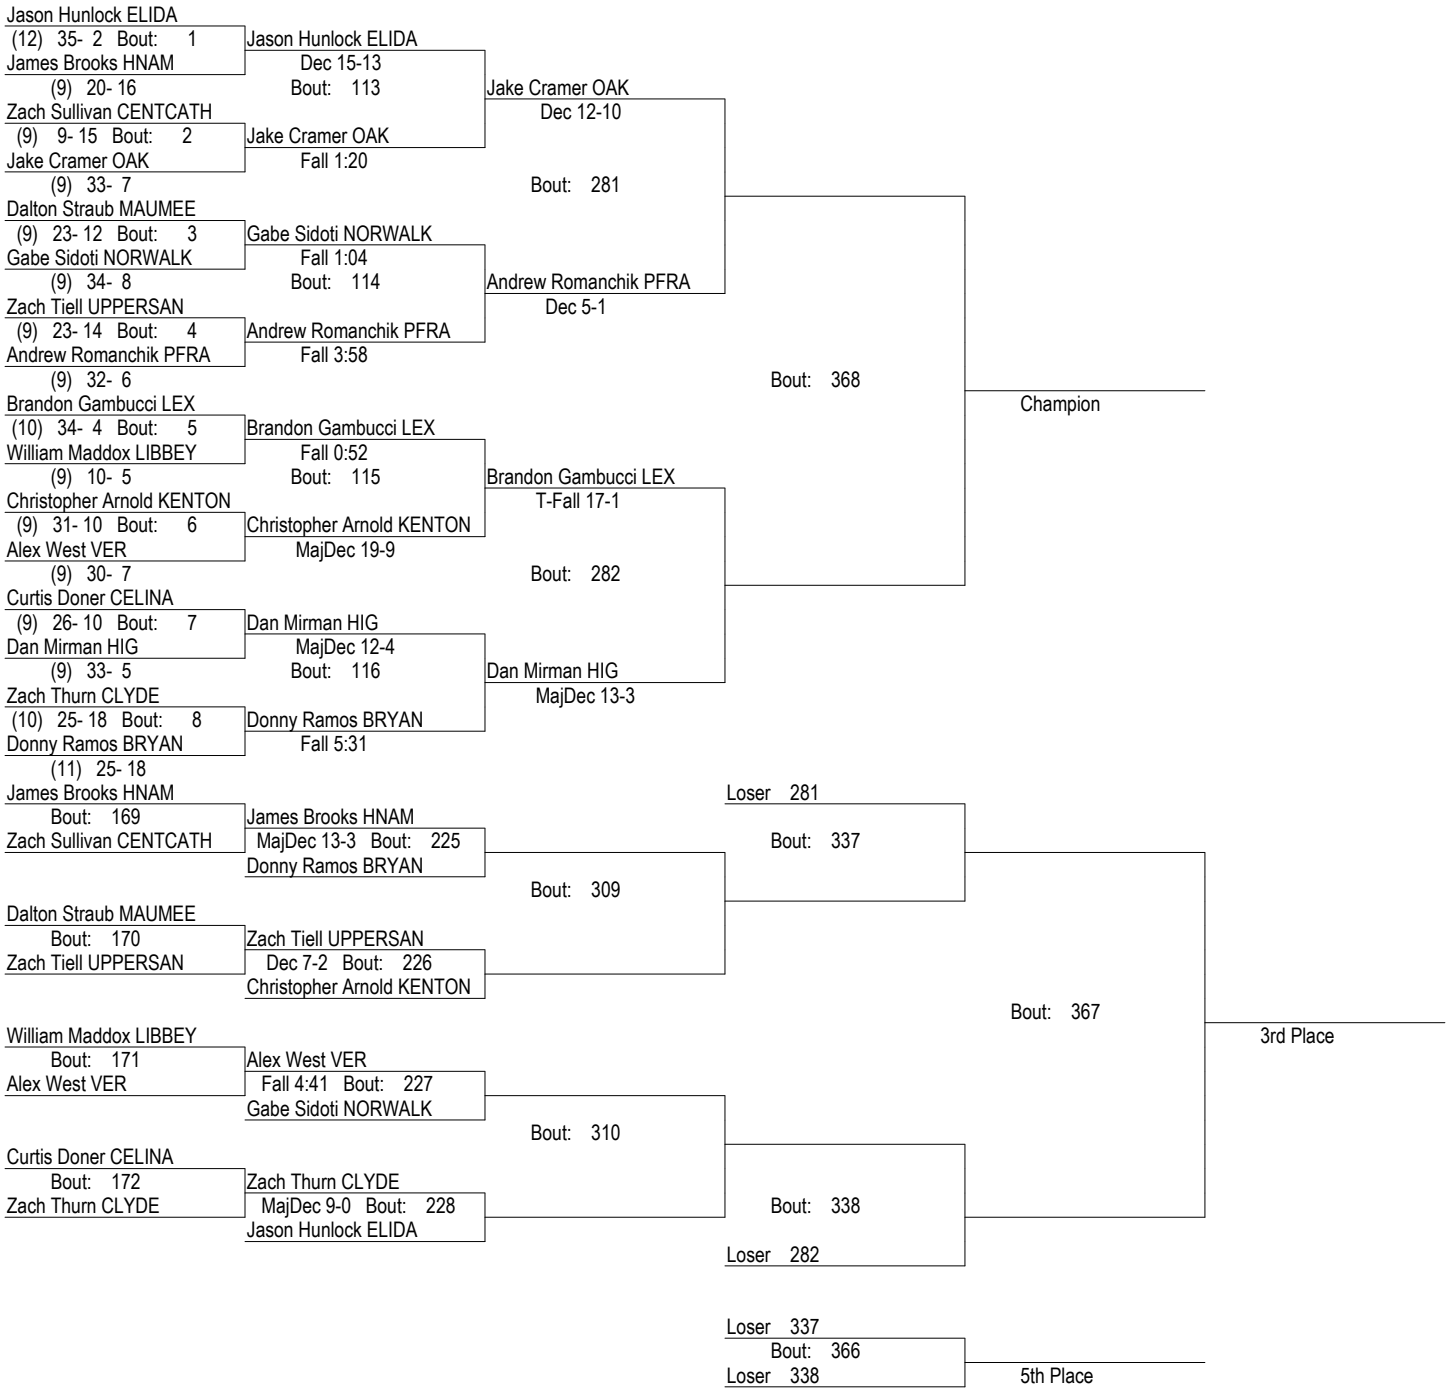 Jason Hunlock ELIDA
(12) 35- 2 Bout: 1
Jason Hunlock ELIDA
James Brooks HNAM
Dec 15-13
(9) 20- 16
Bout: 113
Jake Cramer OAK
Zach Sullivan CENTCATH
Dec 12-10
(9) 9- 15 Bout: 2
Jake Cramer OAK
Jake Cramer OAK
Fall 1:20
(9) 33- 7
Bout: 281
Dalton Straub MAUMEE
(9) 23- 12 Bout: 3
Gabe Sidoti NORWALK
Gabe Sidoti NORWALK
Fall 1:04
(9) 34- 8
Bout: 114
Andrew Romanchik PFRA
Zach Tiell UPPERSAN
Dec 5-1
(9) 23- 14 Bout: 4
Andrew Romanchik PFRA
Andrew Romanchik PFRA
Fall 3:58
(9) 32- 6
Bout: 368
Brandon Gambucci LEX
Champion
(10) 34- 4 Bout: 5
Brandon Gambucci LEX
William Maddox LIBBEY
Fall 0:52
(9) 10- 5
Bout: 115
Brandon Gambucci LEX
Christopher Arnold KENTON
T-Fall 17-1
(9) 31- 10 Bout: 6
Christopher Arnold KENTON
Alex West VER
MajDec 19-9
(9) 30- 7
Bout: 282
Curtis Doner CELINA
(9) 26- 10 Bout: 7
Dan Mirman HIG
Dan Mirman HIG
MajDec 12-4
(9) 33- 5
Bout: 116
Dan Mirman HIG
Zach Thurn CLYDE
MajDec 13-3
(10) 25- 18 Bout: 8
Donny Ramos BRYAN
Donny Ramos BRYAN
Fall 5:31
(11) 25- 18
James Brooks HNAM
Loser 281
Bout: 169
James Brooks HNAM
Zach Sullivan CENTCATH
MajDec 13-3 Bout: 225
Bout: 337
Donny Ramos BRYAN
Bout: 309
Dalton Straub MAUMEE
Bout: 170
Zach Tiell UPPERSAN
Zach Tiell UPPERSAN
Dec 7-2 Bout: 226
Christopher Arnold KENTON
Bout: 367
William Maddox LIBBEY
3rd Place
Bout: 171
Alex West VER
Alex West VER
Fall 4:41 Bout: 227
Gabe Sidoti NORWALK
Bout: 310
Curtis Doner CELINA
Bout: 172
Zach Thurn CLYDE
Zach Thurn CLYDE
MajDec 9-0 Bout: 228
Bout: 338
Jason Hunlock ELIDA
Loser 282
Loser 337
Bout: 366
Loser 338
5th Place